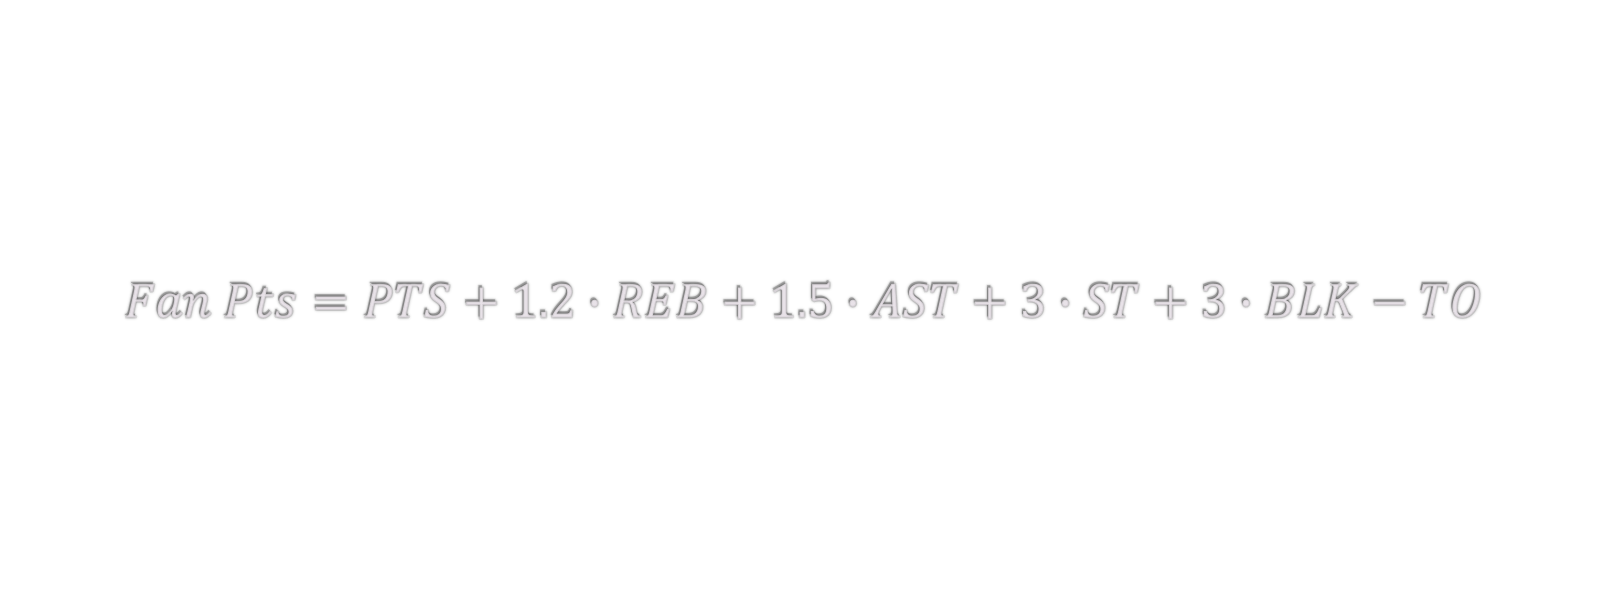 Fan Pts = PTS + 1.2 · REB + 1.5 · AST + 3 · ST + 3 · BLK − TO